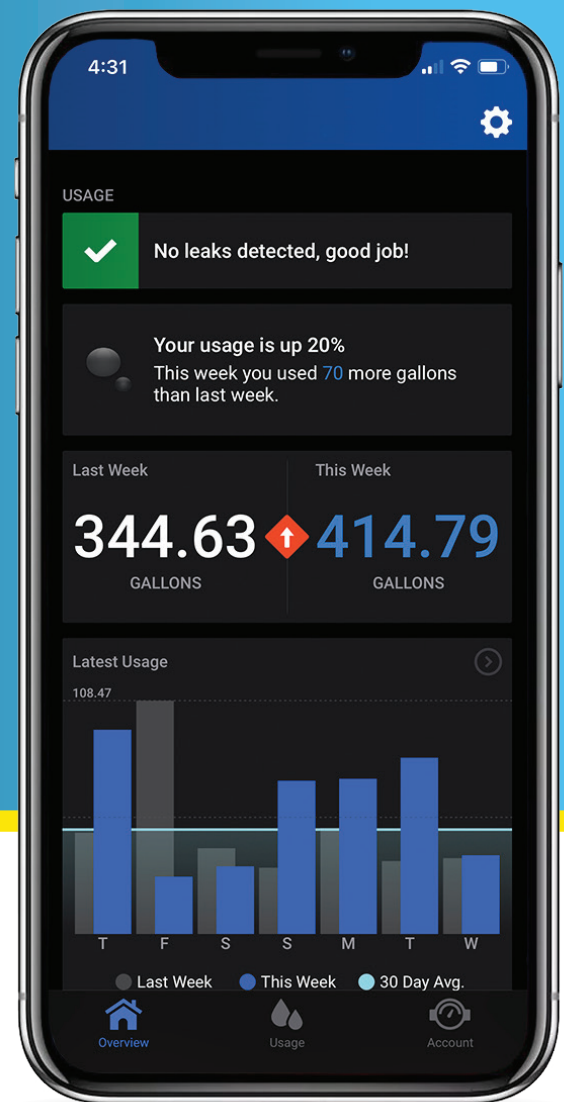 4:31
USAGE
No leaks detected, good job!
Your usage is up 20%
This week you used 70 more gallons
than last week.
Last Week This Week
344.63 414.79
GALLONS GALLONS
Latest Usage
108.47
T F S S M T W
Last Week This Week 30 Day Avg.
Overview Usage Account